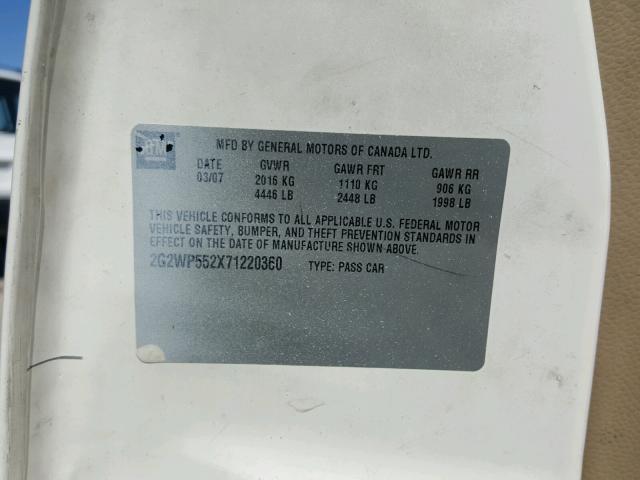 GM
MFD BY GENERAL MOTORS OF CANADA LTD.
DATE GVWR GAWR FRT GAWR RR
03/07 2016 KG 1110 KG 906 KG
4446 LB 2448 LB 1998 LB
THIS VEHICLE CONFORMS TO ALL APPLICABLE U.S. FEDERAL MOTOR
VEHICLE SAFETY, BUMPER, AND THEFT PREVENTION STANDARDS IN
EFFECT ON THE DATE OF MANUFACTURE SHOWN ABOVE.
2G2WP552X71220360 TYPE: PASS CAR